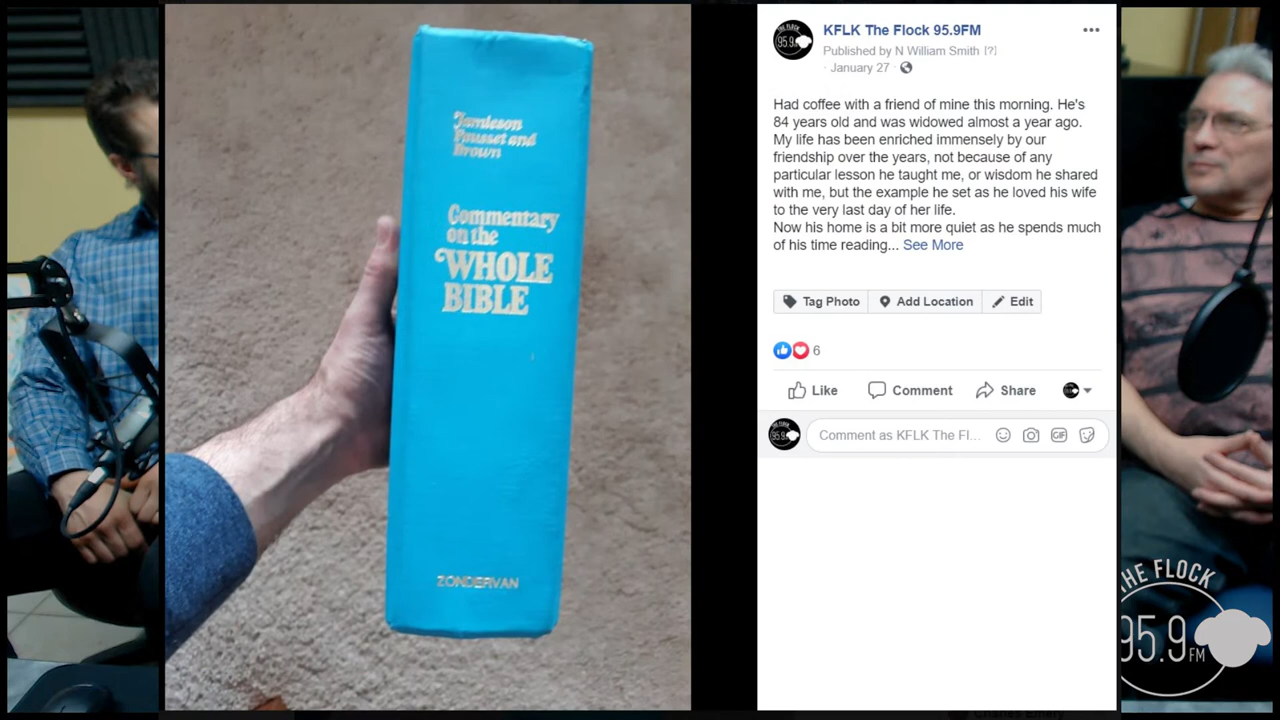 Jamieson
Fausset and
Brown
Commentary
on the
WHOLE
BIBLE
ZONDERVAN
KFLK The Flock 95.9FM
Published by N William Smith [?]
· January 27 ·
Had coffee with a friend of mine this morning. He's
84 years old and was widowed almost a year ago.
My life has been enriched immensely by our
friendship over the years, not because of any
particular lesson he taught me, or wisdom he shared
with me, but the example he set as he loved his wife
to the very last day of her life.
Now his home is a bit more quiet as he spends much
of his time reading... See More
Tag Photo Add Location Edit
6
Like Comment Share
Comment as KFLK The Fl...
GIF
THE FLOCK
95.9 FM